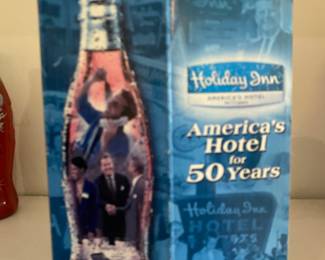 Holiday Inn
AMERICA'S HOTEL
America's
Hotel
for
50 Years
Holiday Inn
HOTEL